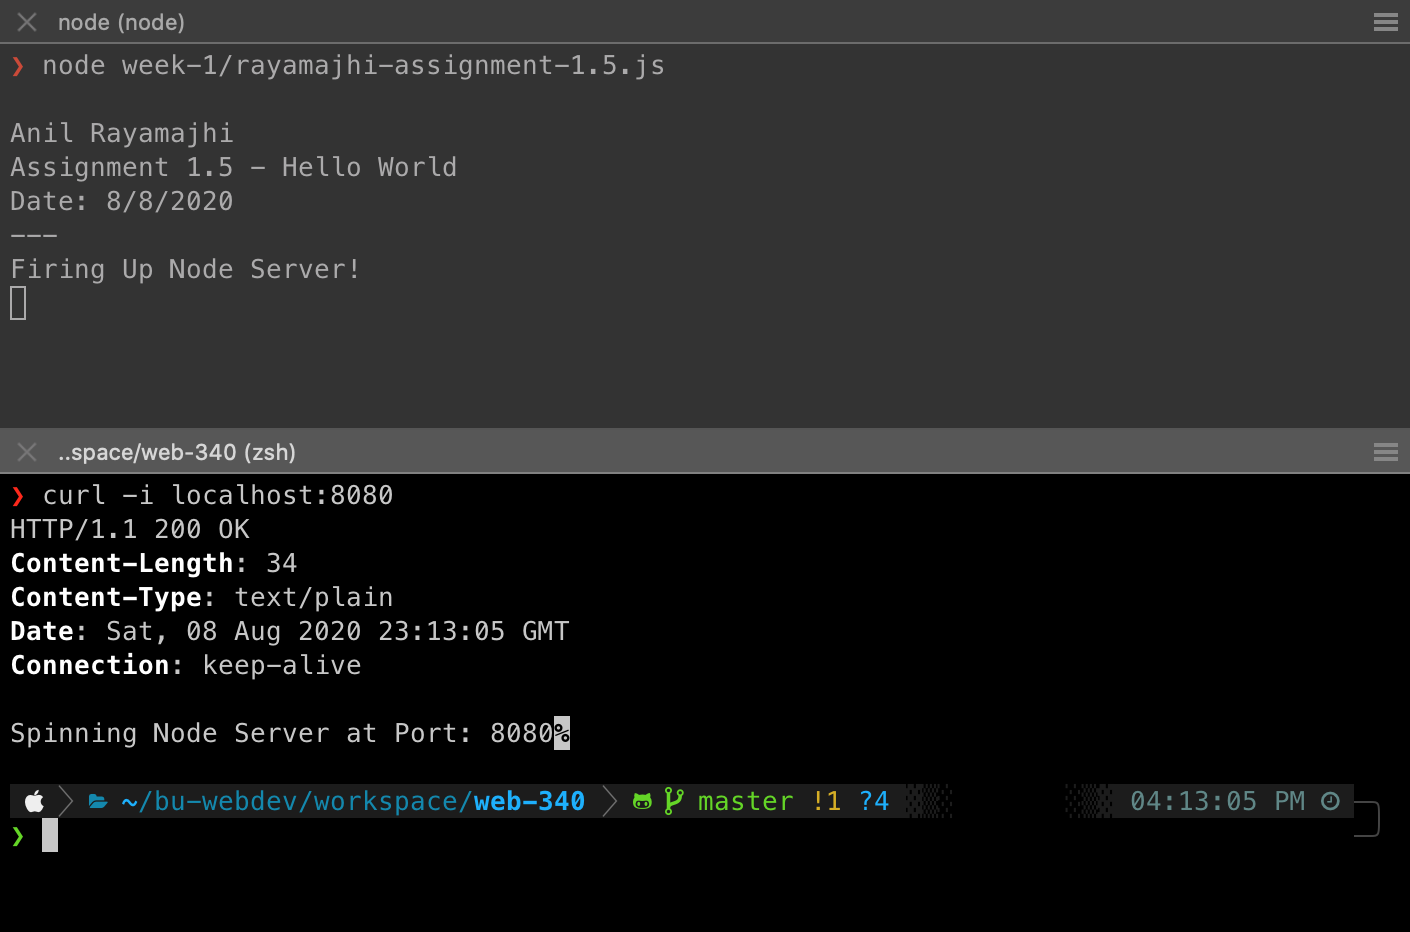 node (node)
❯ node week-1/rayamajhi-assignment-1.5.js
Anil Rayamajhi
Assignment 1.5 - Hello World
Date: 8/8/2020
---
Firing Up Node Server!
..space/web-340 (zsh)
❯ curl -i localhost:8080
HTTP/1.1 200 OK
Content-Length: 34
Content-Type: text/plain
Date: Sat, 08 Aug 2020 23:13:05 GMT
Connection: keep-alive
Spinning Node Server at Port: 8080%
~/bu-webdev/workspace/web-340 master !1 ?4 04:13:05 PM
❯